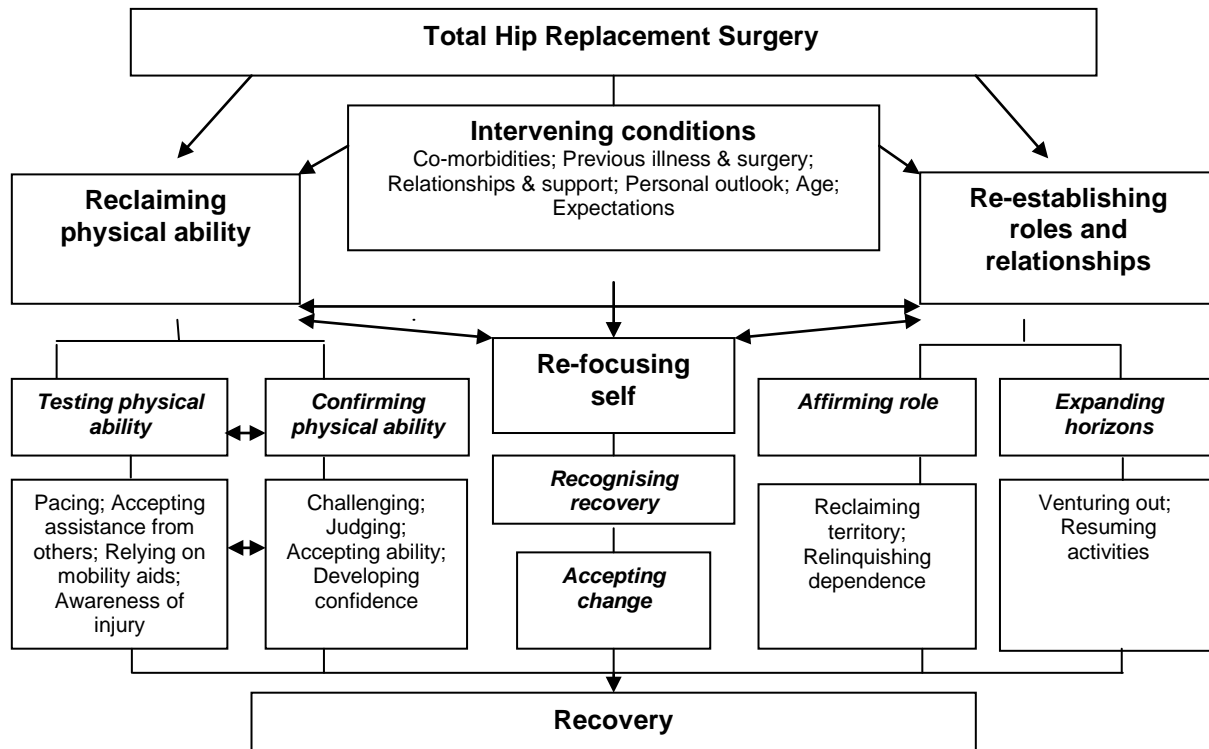 Total Hip Replacement Surgery
Intervening conditions
Co-morbidities; Previous illness & surgery;
Relationships & support; Personal outlook; Age;
Expectations
Reclaiming
physical ability
Re-establishing
roles and
relationships
Re-focusing
self
Testing physical
ability
Confirming
physical ability
Affirming role
Expanding
horizons
Pacing; Accepting
assistance from
others; Relying on
mobility aids;
Awareness of
injury
Challenging;
Judging;
Accepting ability;
Developing
confidence
Recognising
recovery
Accepting
change
Reclaiming
territory;
Relinquishing
dependence
Venturing out;
Resuming
activities
Recovery